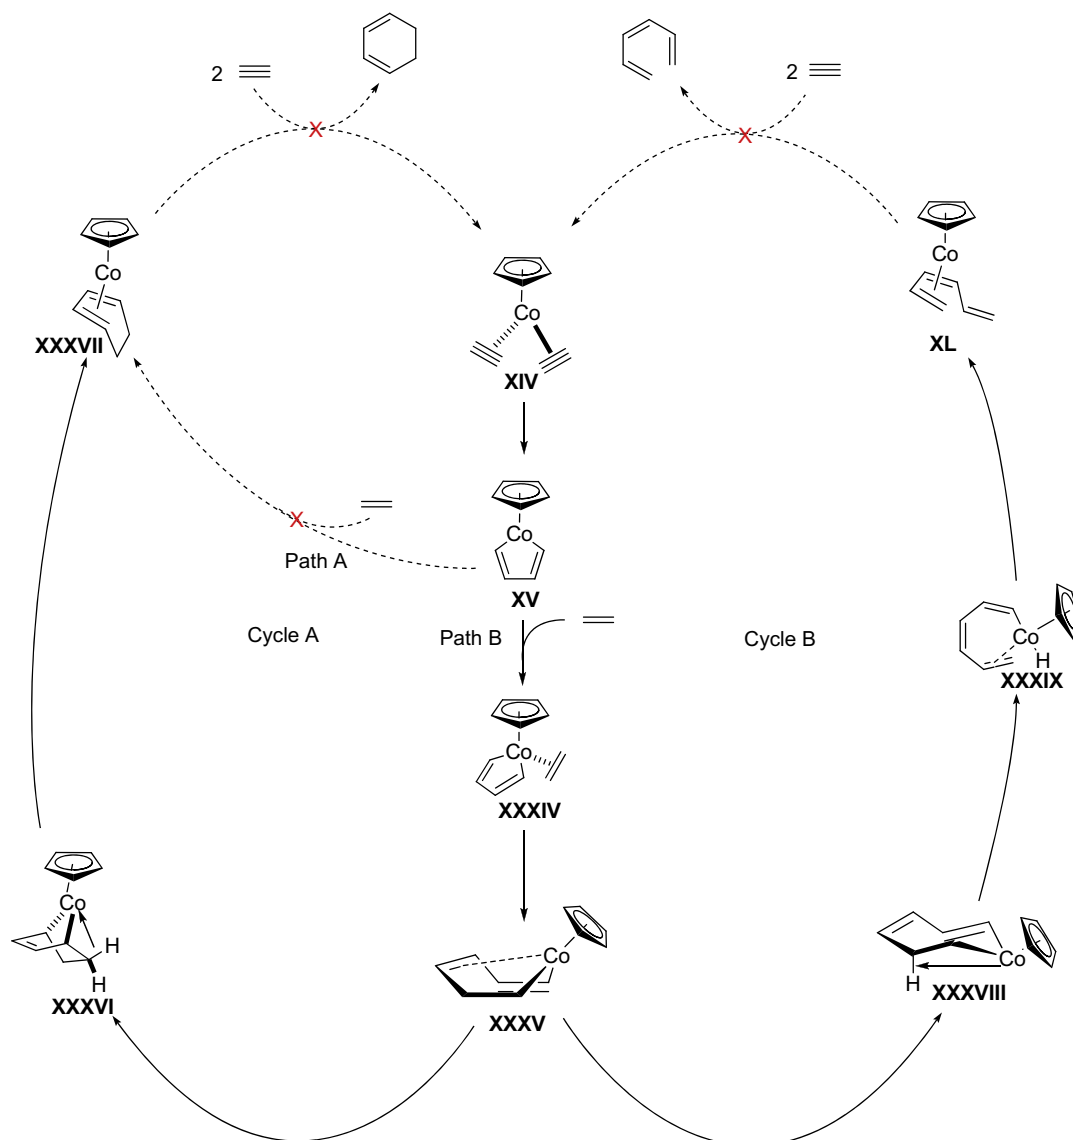 2
2
X
X
Co
Co
XXXVII
Co
XL
XIV
X
Co
Path A
XV
Cycle A
Path B
Cycle B
Co
H
XXXIX
Co
XXXIV
Co
H
H
XXXVI
Co
XXXV
Co
H
XXXVIII